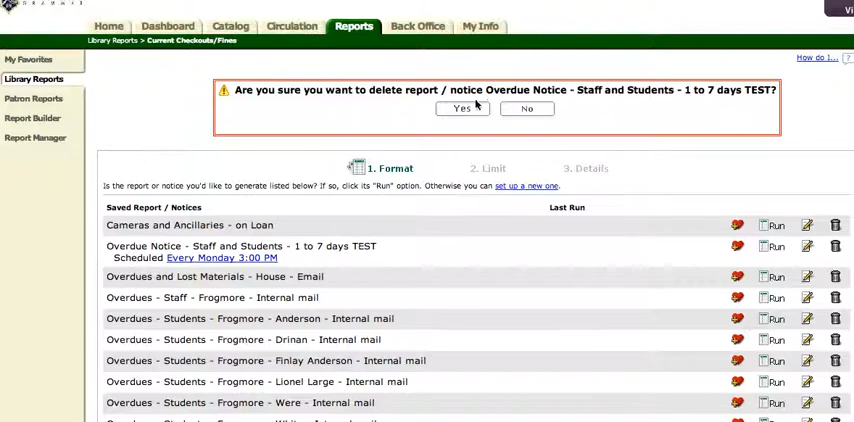 Vi
Home Dashboard Catalog Circulation Reports Back Office My Info
Library Reports > Current Checkouts/Fines
How do I... ?
My Favorites
Library Reports
Patron Reports
Report Builder
Report Manager
Are you sure you want to delete report / notice Overdue Notice - Staff and Students - 1 to 7 days TEST?
Yes No
1. Format 2. Limit 3. Details
Is the report or notice you'd like to generate listed below? If so, click its "Run" option. Otherwise you can set up a new one.
Saved Report / Notices Last Run
Cameras and Ancillaries - on Loan Run
Overdue Notice - Staff and Students - 1 to 7 days TEST Run
Scheduled Every Monday 3:00 PM
Overdues and Lost Materials - House - Email Run
Overdues - Staff - Frogmore - Internal mail Run
Overdues - Students - Frogmore - Anderson - Internal mail Run
Overdues - Students - Frogmore - Drinan - Internal mail Run
Overdues - Students - Frogmore - Finlay Anderson - Internal mail Run
Overdues - Students - Frogmore - Lionel Large - Internal mail Run
Overdues - Students - Frogmore - Were - Internal mail Run